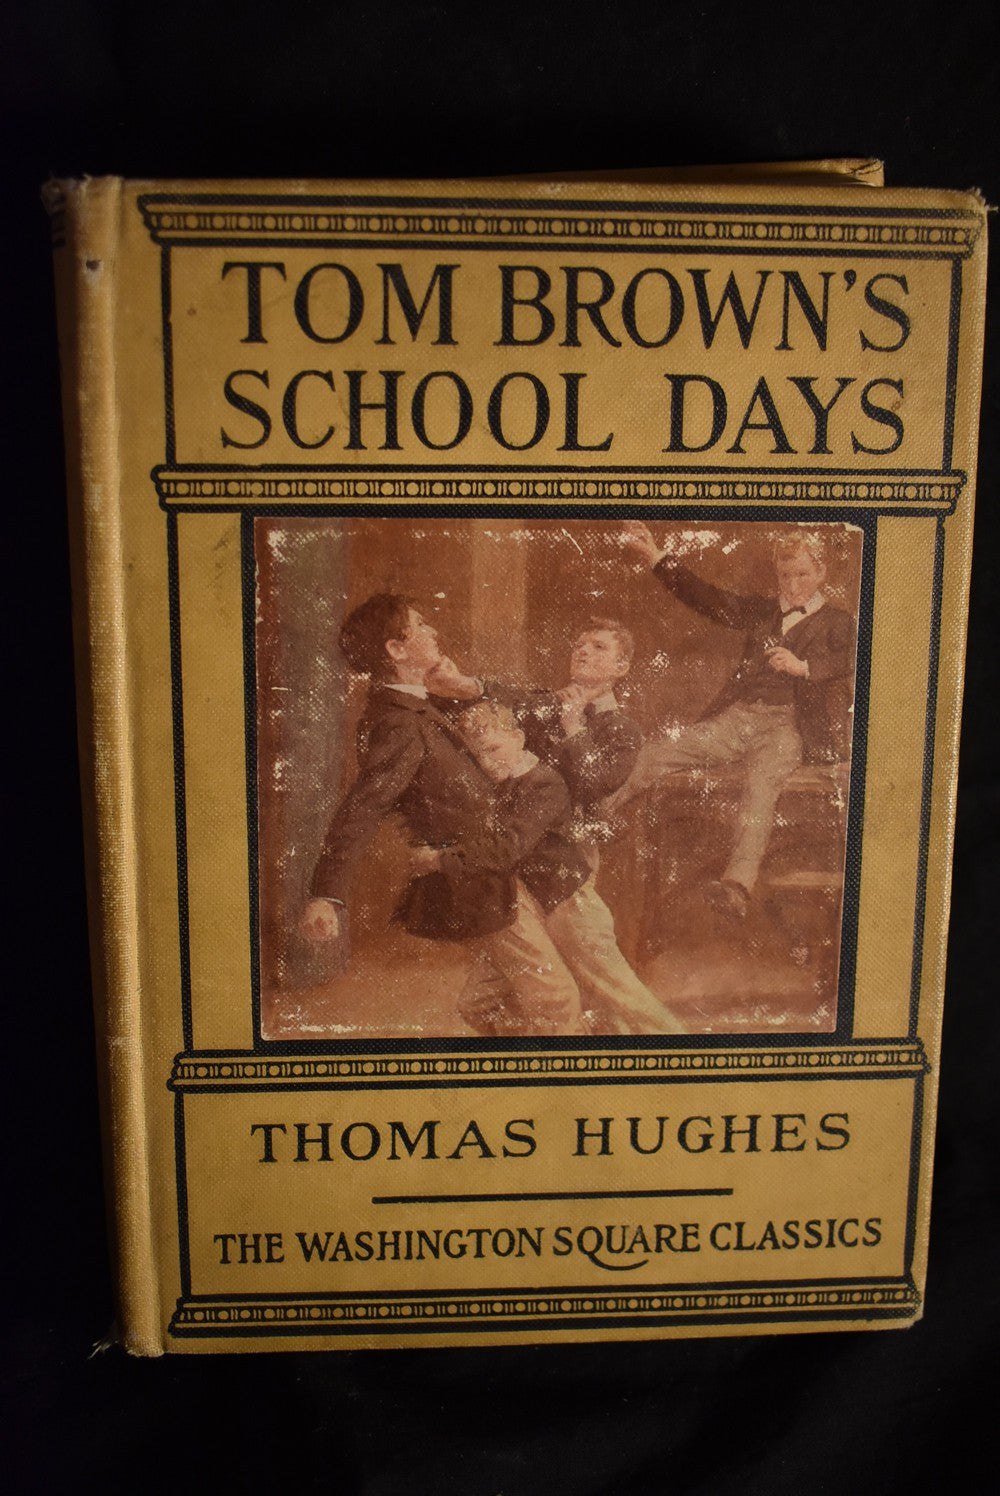 TOM BROWN'S
SCHOOL DAYS
THOMAS HUGHES
THE WASHINGTON SQUARE CLASSICS